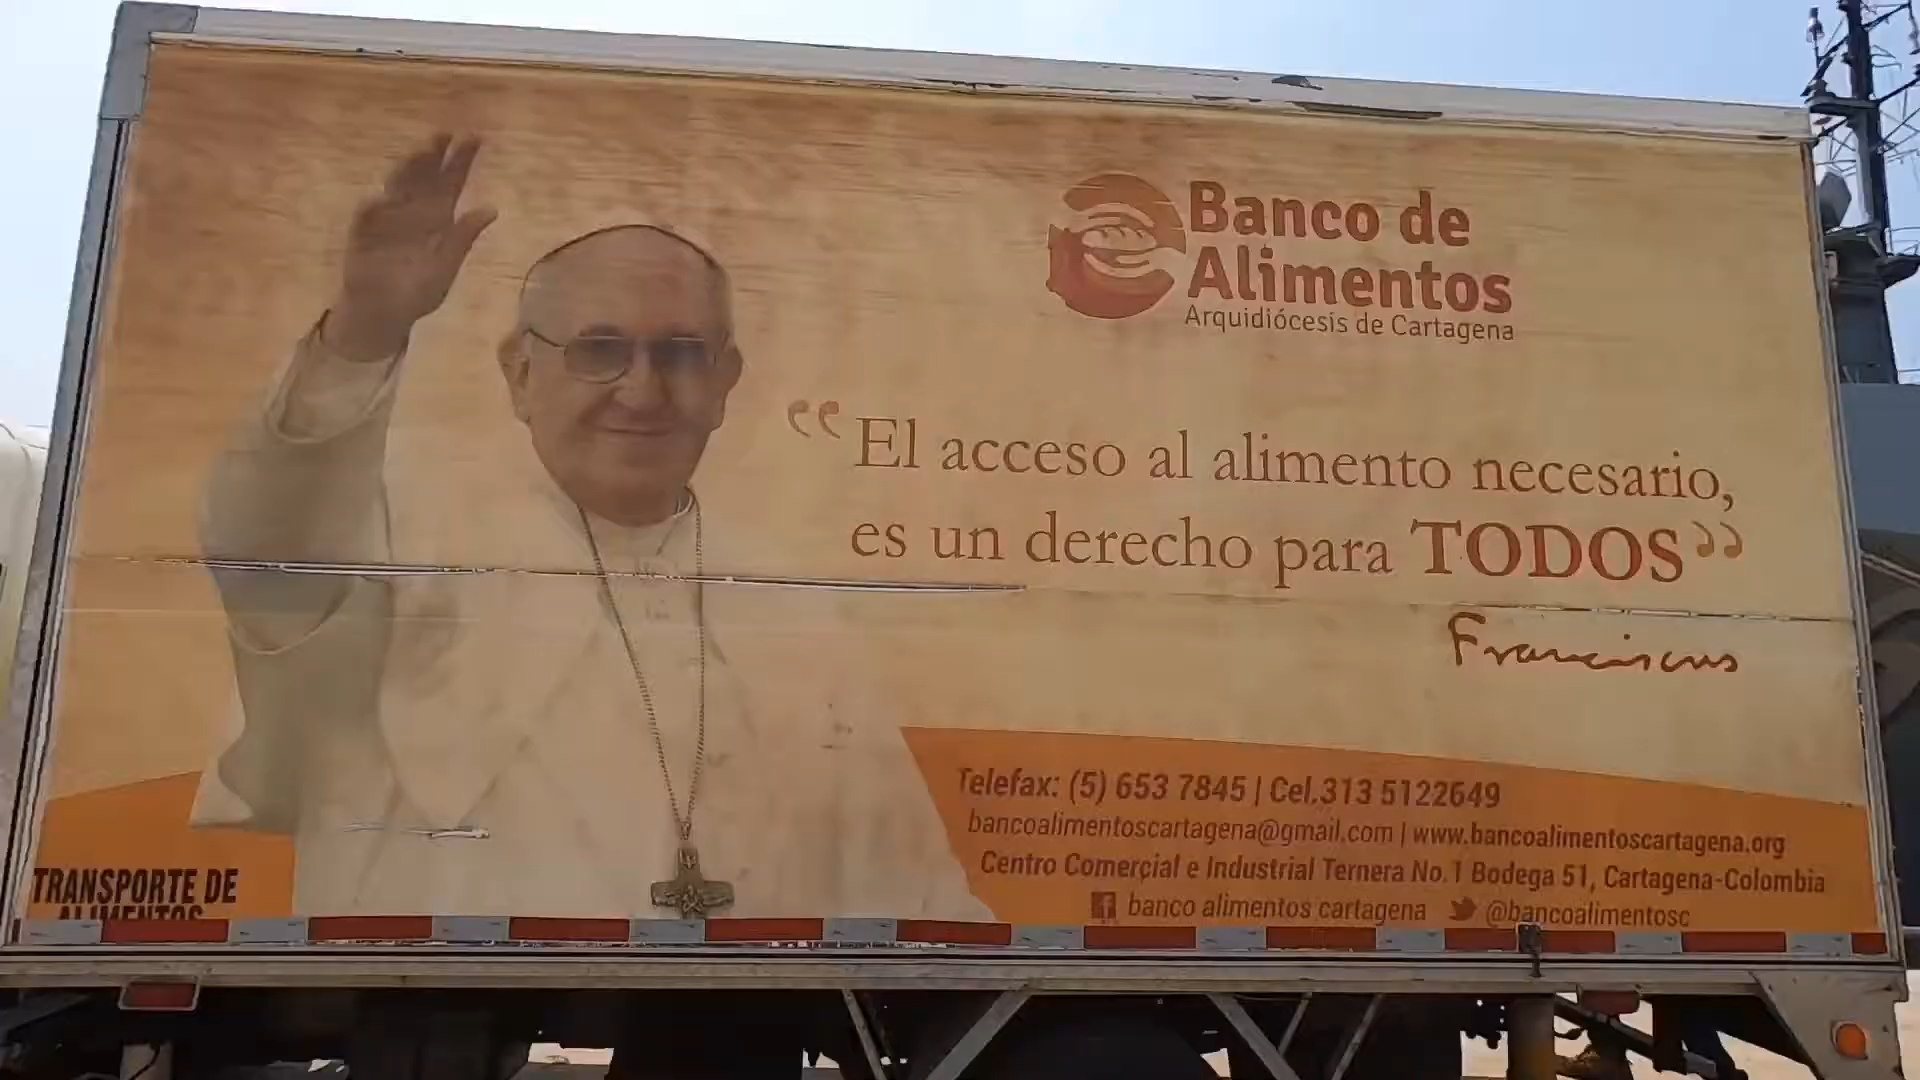 Banco de
Alimentos
Arquidiócesis de Cartagena
“El acceso al alimento necesario,
es un derecho para TODOS”
Franciscus
Telefax: (5) 653 7845 | Cel.313 5122649
bancoalimentoscartagena@gmail.com | www.bancoalimentoscartagena.org
Centro Comercial e Industrial Ternera No.1 Bodega 51, Cartagena-Colombia
banco alimentos cartagena @bancoalimentosc
TRANSPORTE DE
ALIMENTOS